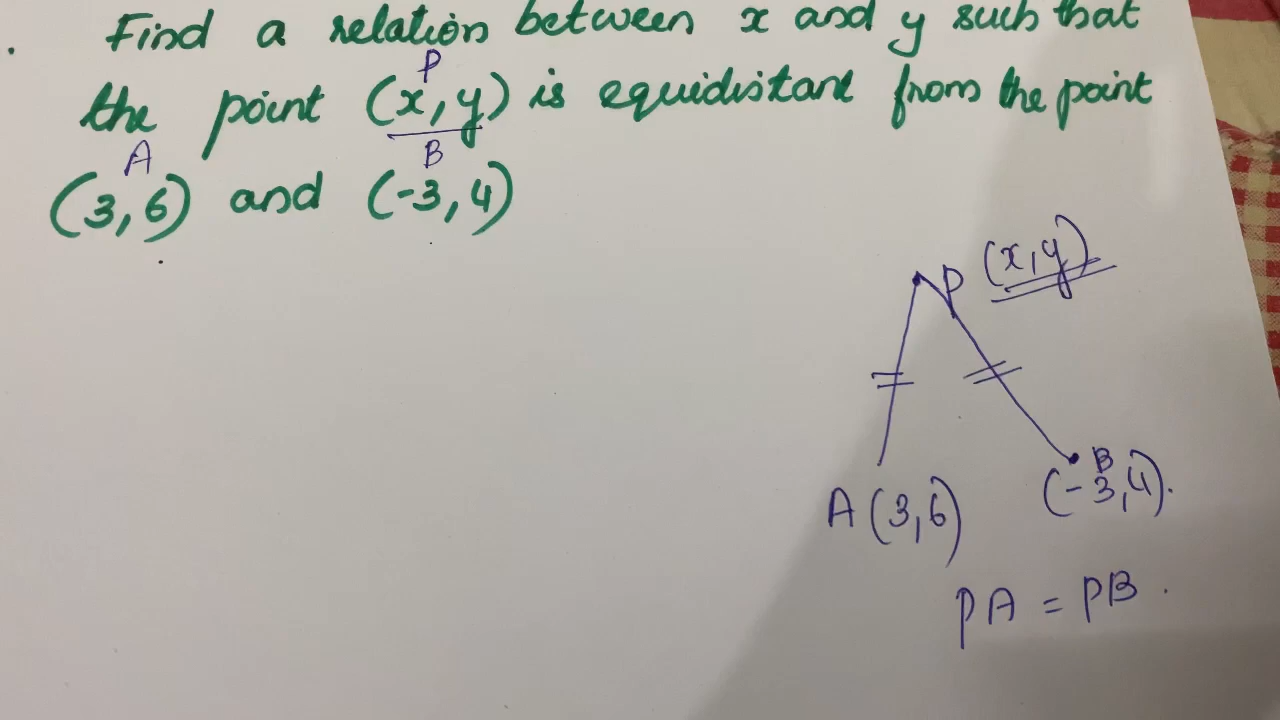 . Find a relation between x and y such that
P
the point (x, y) is equidistant from the point
A B
(3, 6) and (-3, 4)
P (x, y)
B
A (3, 6) (-3, 4).
PA = PB.